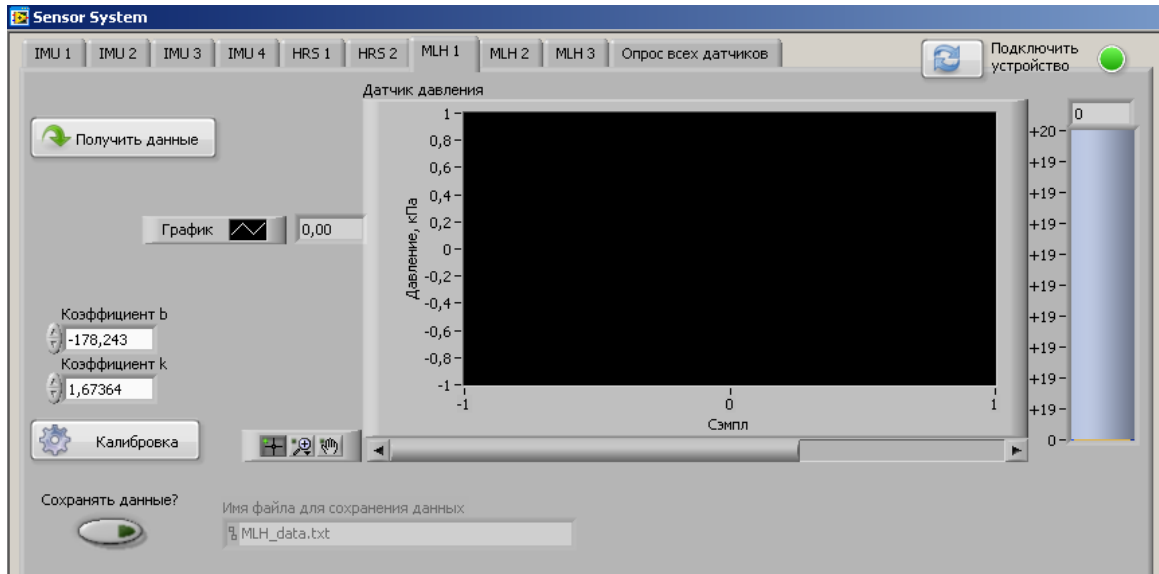 Sensor System
IMU 1 IMU 2 IMU 3 IMU 4 HRS 1 HRS 2 MLH 1 MLH 2 MLH 3 Опрос всех датчиков
Подключить
устройство
Датчик давления
Получить данные
График
0,00
Коэффициент b
-178,243
Коэффициент k
1,67364
Калибровка
Сохранять данные?
Имя файла для сохранения данных
MLH_data.txt
Давление, кПа
1
0,8
0,6
0,4
0,2
0
-0,2
-0,4
-0,6
-0,8
-1
-1 0 1
Сэмпл
0
+20
+19
+19
+19
+19
+19
+19
+19
+19
+19
0